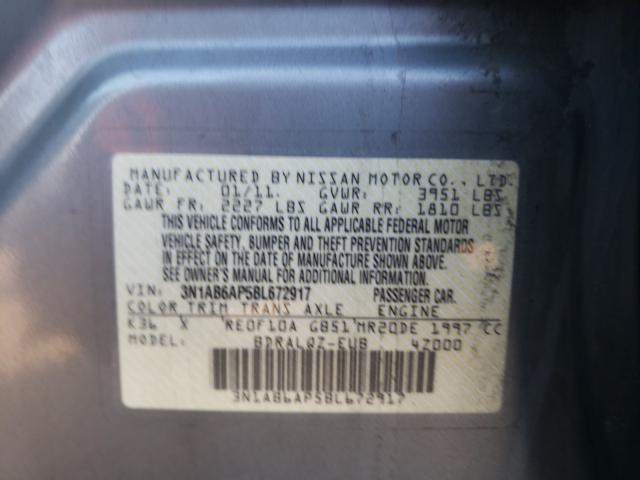 MANUFACTURED BY NISSAN MOTOR CO., LTD.
DATE: 01/11. GVWR: 3951 LBS
GAWR FR: 2227 LBS GAWR RR: 1810 LBS
THIS VEHICLE CONFORMS TO ALL APPLICABLE FEDERAL MOTOR
VEHICLE SAFETY, BUMPER AND THEFT PREVENTION STANDARDS
IN EFFECT ON THE DATE OF MANUFACTURE SHOWN ABOVE.
SEE OWNER'S MANUAL FOR ADDITIONAL INFORMATION.
VIN: 3N1AB6AP5BL672917 PASSENGER CAR.
COLOR TRIM TRANS AXLE ENGINE
K36 X RE0F10A GB51 MR20DE 1997 CC
BDRALQZ-EUB 4Z000
3N1AB6AP5BL672917